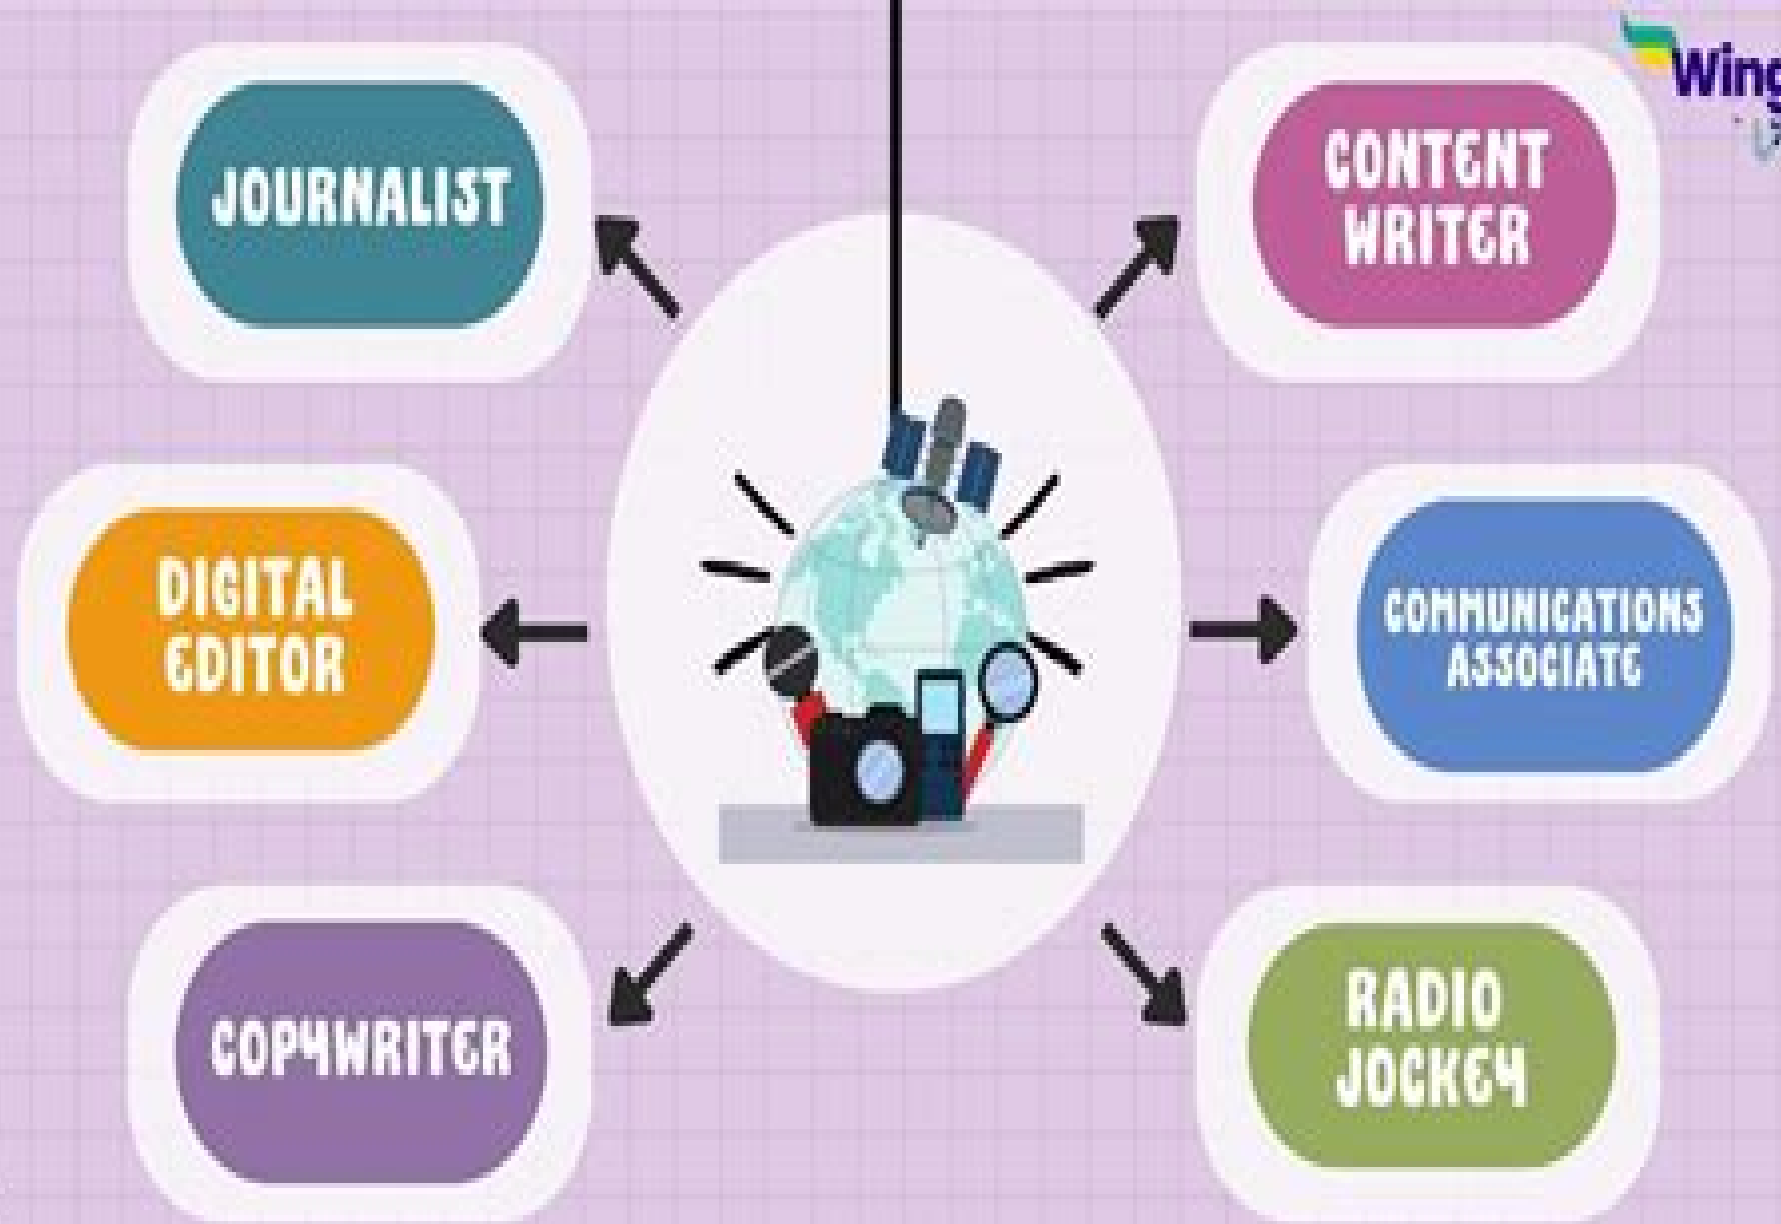 JOURNALIST
CONTENT
WRITER
Wing
DIGITAL
EDITOR
COMMUNICATIONS
ASSOCIATE
COPYWRITER
RADIO
JOCKEY